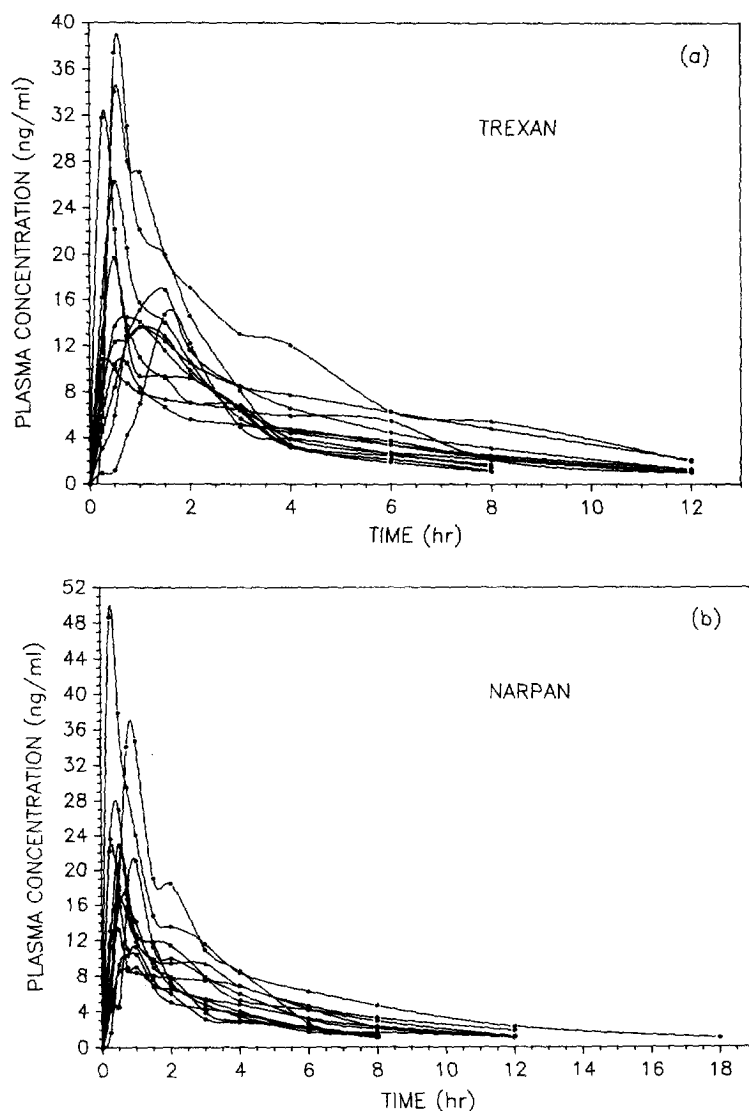 (a)
TREXAN
PLASMA CONCENTRATION (ng/ml)
40
36
32
28
24
20
16
12
8
4
0
0 2 4 6 8 10 12
TIME (hr)
(b)
NARPAN
PLASMA CONCENTRATION (ng/ml)
52
48
44
40
36
32
28
24
20
16
12
8
4
0
0 2 4 6 8 10 12 14 16 18
TIME (hr)